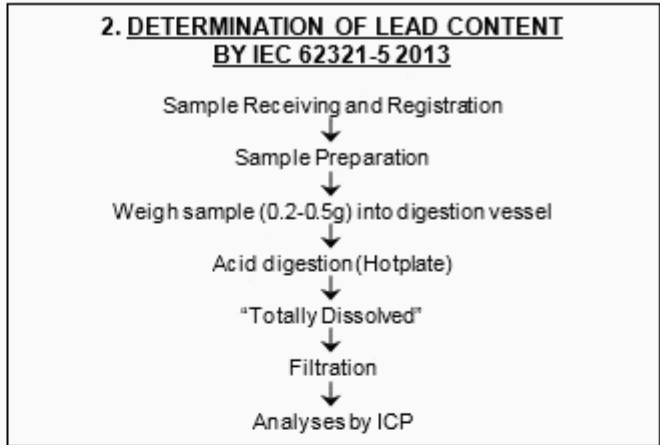 2. DETERMINATION OF LEAD CONTENT
BY IEC 62321-5 2013
Sample Receiving and Registration
Sample Preparation
Weigh sample (0.2-0.5g) into digestion vessel
Acid digestion (Hotplate)
“Totally Dissolved”
Filtration
Analyses by ICP